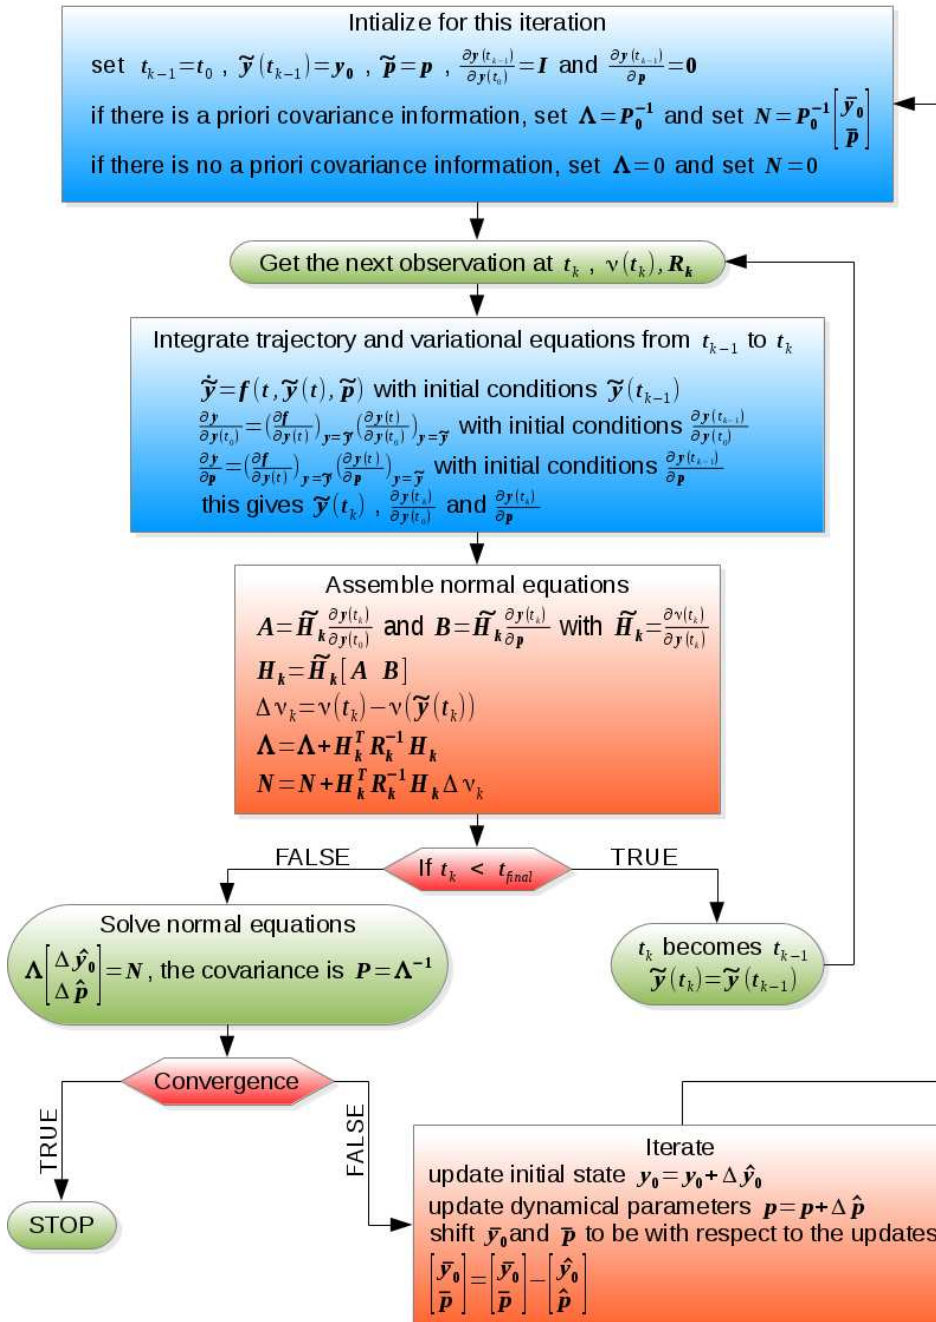 Intialize for this iteration
set t_{k−1}=t_0 , ỹ(t_{k−1})=y_0 , p̃=p , ∂y(t_{k−1})/∂y(t_0)=I and ∂y(t_{k−1})/∂p=0
if there is a priori covariance information, set Λ=P_0^{−1} and set N=P_0^{−1}[ȳ_0 p̄]
if there is no a priori covariance information, set Λ=0 and set N=0
Get the next observation at t_k , ν(t_k), R_k
Integrate trajectory and variational equations from t_{k−1} to t_k
ỹ̇=f(t,ỹ(t),p̃) with initial conditions ỹ(t_{k−1})
∂y/∂y(t_0)=(∂f/∂y(t))_{y=ỹ}(∂y(t)/∂y(t_0))_{y=ỹ} with initial conditions ∂y(t_{k−1})/∂y(t_0)
∂y/∂p=(∂f/∂y(t))_{y=ỹ}(∂y(t)/∂p)_{y=ỹ} with initial conditions ∂y(t_{k−1})/∂p
this gives ỹ(t_k) , ∂y(t_k)/∂y(t_0) and ∂y(t_k)/∂p
Assemble normal equations
A=H̃_k ∂y(t_k)/∂y(t_0) and B=H̃_k ∂y(t_k)/∂p with H̃_k=∂ν(t_k)/∂y(t_k)
H_k=H̃_k[A B]
Δν_k=ν(t_k)−ν(ỹ(t_k))
Λ=Λ+H_k^T R_k^{−1} H_k
N=N+H_k^T R_k^{−1} H_k Δν_k
If t_k < t_{final}
FALSE
TRUE
Solve normal equations
Λ[Δŷ_0 Δp̂]=N, the covariance is P=Λ^{−1}
t_k becomes t_{k−1}
ỹ(t_k)=ỹ(t_{k−1})
Convergence
TRUE
FALSE
STOP
Iterate
update initial state y_0=y_0+Δŷ_0
update dynamical parameters p=p+Δp̂
shift ȳ_0 and p̄ to be with respect to the updates
[ȳ_0 p̄]=[ȳ_0 p̄]−[ŷ_0 p̂]